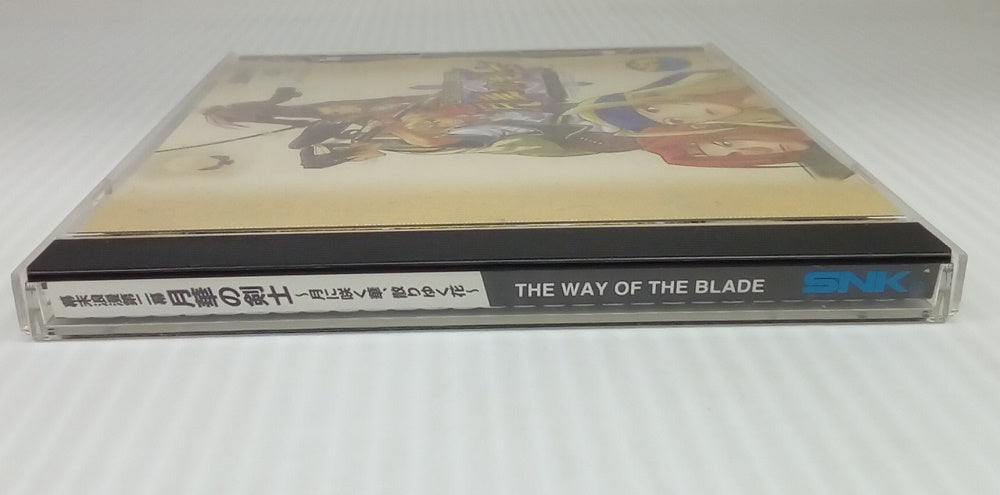 幕末浪漫第二幕 月華の剣士 ~月に咲く華、散りゆく花~
THE WAY OF THE BLADE
SNK